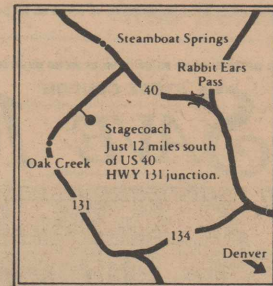 Steamboat Springs
Rabbit Ears
Pass
40
Stagecoach
Just 12 miles south
of US 40
HWY 131 junction.
Oak Creek
131
134
Denver